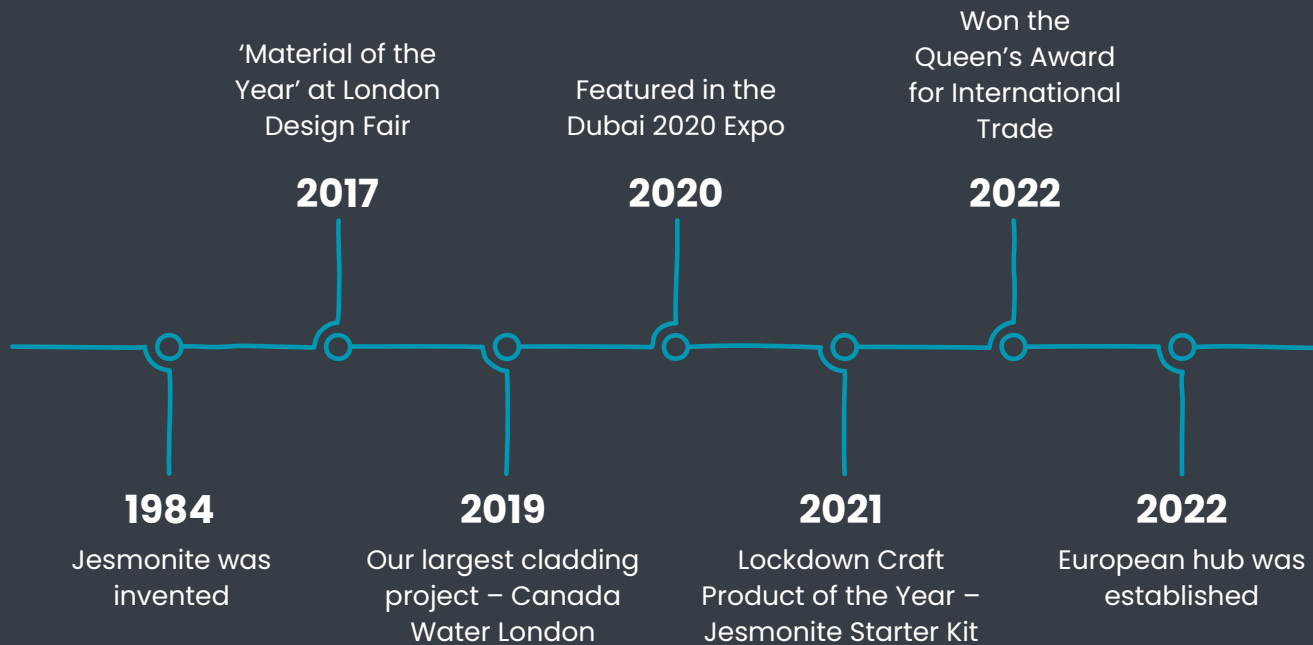 ‘Material of the
Year’ at London
Design Fair
2017
Featured in the
Dubai 2020 Expo
2020
Won the
Queen’s Award
for International
Trade
2022
1984
Jesmonite was
invented
2019
Our largest cladding
project – Canada
Water London
2021
Lockdown Craft
Product of the Year –
Jesmonite Starter Kit
2022
European hub was
established